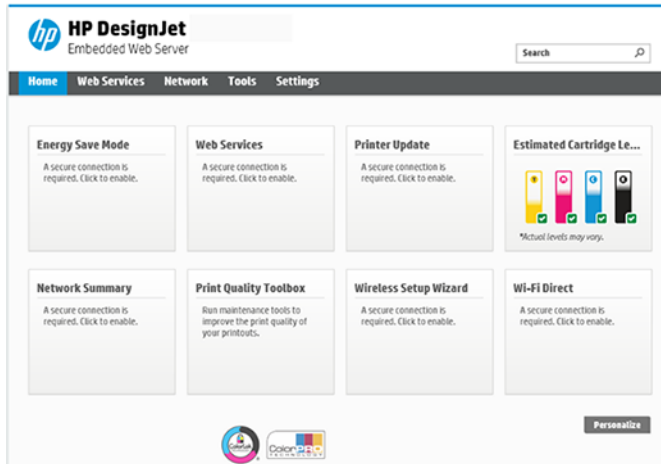 hp HP DesignJet
Embedded Web Server
Search
Home Web Services Network Tools Settings
Energy Save Mode
A secure connection is
required. Click to enable.
Web Services
A secure connection is
required. Click to enable.
Printer Update
A secure connection is
required. Click to enable.
Estimated Cartridge Le...
Y M C K
*Actual levels may vary.
Network Summary
A secure connection is
required. Click to enable.
Print Quality Toolbox
Run maintenance tools to
improve the print quality of
your printouts.
Wireless Setup Wizard
A secure connection is
required. Click to enable.
Wi-Fi Direct
A secure connection is
required. Click to enable.
Personalize
ColorLok
ColorPRO
TECHNOLOGY